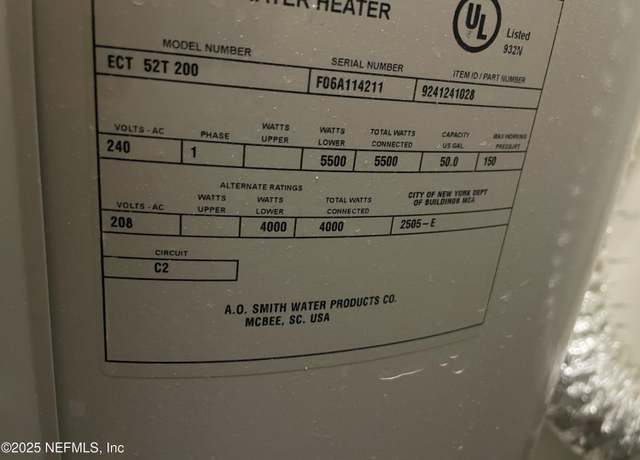 WATER HEATER
UL
Listed
932N
MODEL NUMBER
ECT 52T 200
SERIAL NUMBER
F06A114211
ITEM ID / PART NUMBER
9241241028
VOLTS - AC
240
PHASE
1
WATTS
UPPER
WATTS
LOWER
5500
TOTAL WATTS
CONNECTED
5500
CAPACITY
US GAL
50.0
MAX WORKING
PRESSURE
150
ALTERNATE RATINGS
VOLTS - AC
208
WATTS
UPPER
WATTS
LOWER
4000
TOTAL WATTS
CONNECTED
4000
CITY OF NEW YORK DEPT
OF BUILDINGS MEA
2505-E
CIRCUIT
C2
A.O. SMITH WATER PRODUCTS CO.
MCBEE, SC. USA
©2025 NEFMLS, Inc